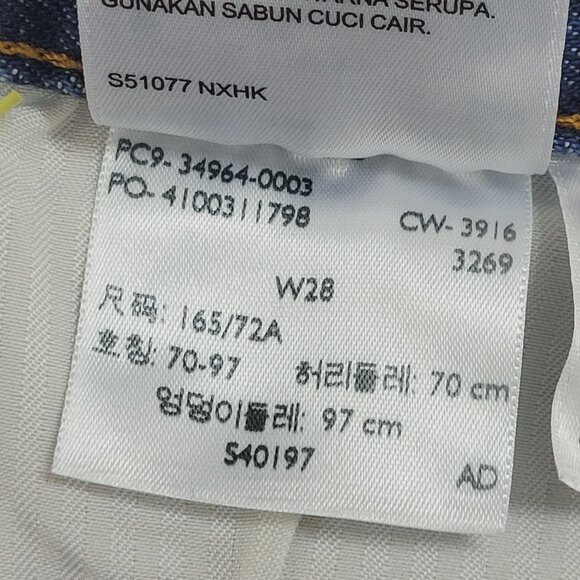 WARNA SERUPA.
GUNAKAN SABUN CUCI CAIR.
S51077 NXHK
PC9- 34964-0003
PO- 4100311798
CW- 3916
3269
W28
尺码: 165/72A
호칭: 70-97 허리둘레: 70 cm
엉덩이둘레: 97 cm
S40197
AD